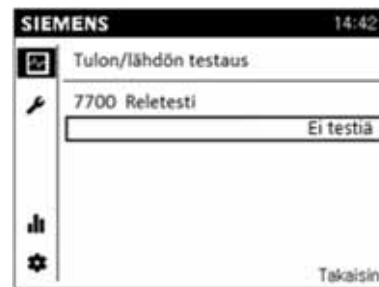 SIEMENS 14:42
Tulon/lähdön testaus
7700 Reletesti
Ei testiä
Takaisin